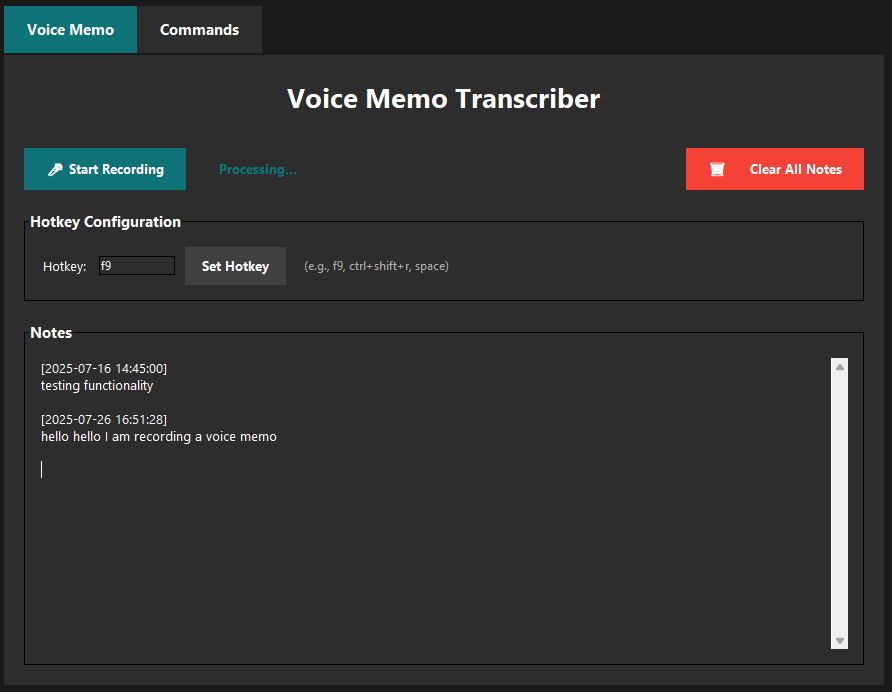 Voice Memo Commands
Voice Memo Transcriber
Start Recording Processing... Clear All Notes
Hotkey Configuration
Hotkey: f9 Set Hotkey (e.g., f9, ctrl+shift+r, space)
Notes
[2025-07-16 14:45:00]
testing functionality
[2025-07-26 16:51:28]
hello hello I am recording a voice memo